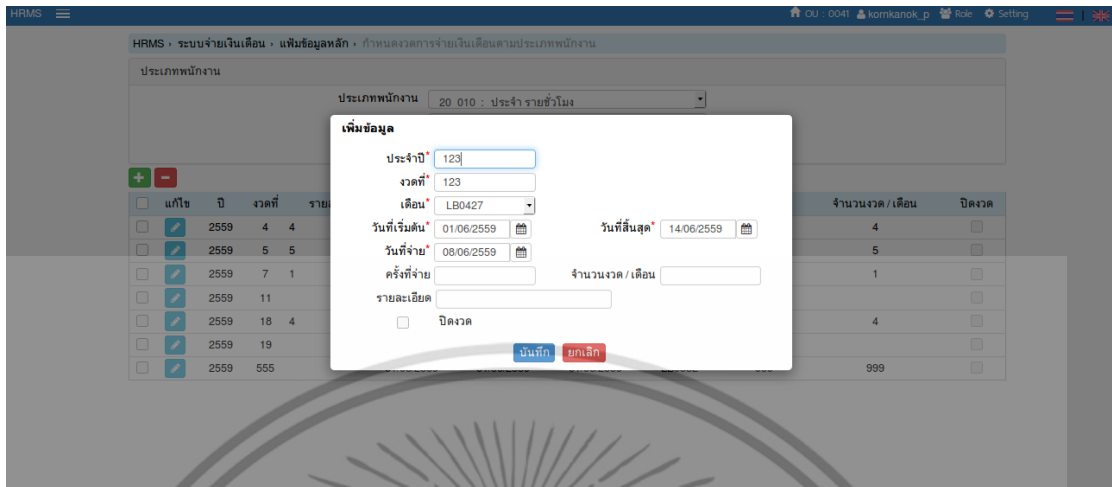 HRMS OU : 0041 komkanok_p Role Setting
HRMS › ระบบจ่ายเงินเดือน › แฟ้มข้อมูลหลัก › กำหนดงวดการจ่ายเงินเดือนตามประเภทพนักงาน
ประเภทพนักงาน
ประเภทพนักงาน 20 010 : ประจำ รายชั่วโมง
เพิ่มข้อมูล
ประจำปี* 123
งวดที่* 123
เดือน* LB0427
วันที่เริ่มต้น* 01/06/2559 วันที่สิ้นสุด* 14/06/2559
วันที่จ่าย* 08/06/2559
ครั้งที่จ่าย จำนวนงวด / เดือน
รายละเอียด
ปิดงวด
บันทึก ยกเลิก
แก้ไข ปี งวดที่ จำนวนงวด / เดือน ปิดงวด
2559 4 4 4
2559 5 5 5
2559 7 1 1
2559 11
2559 18 4 4
2559 19
2559 555 999